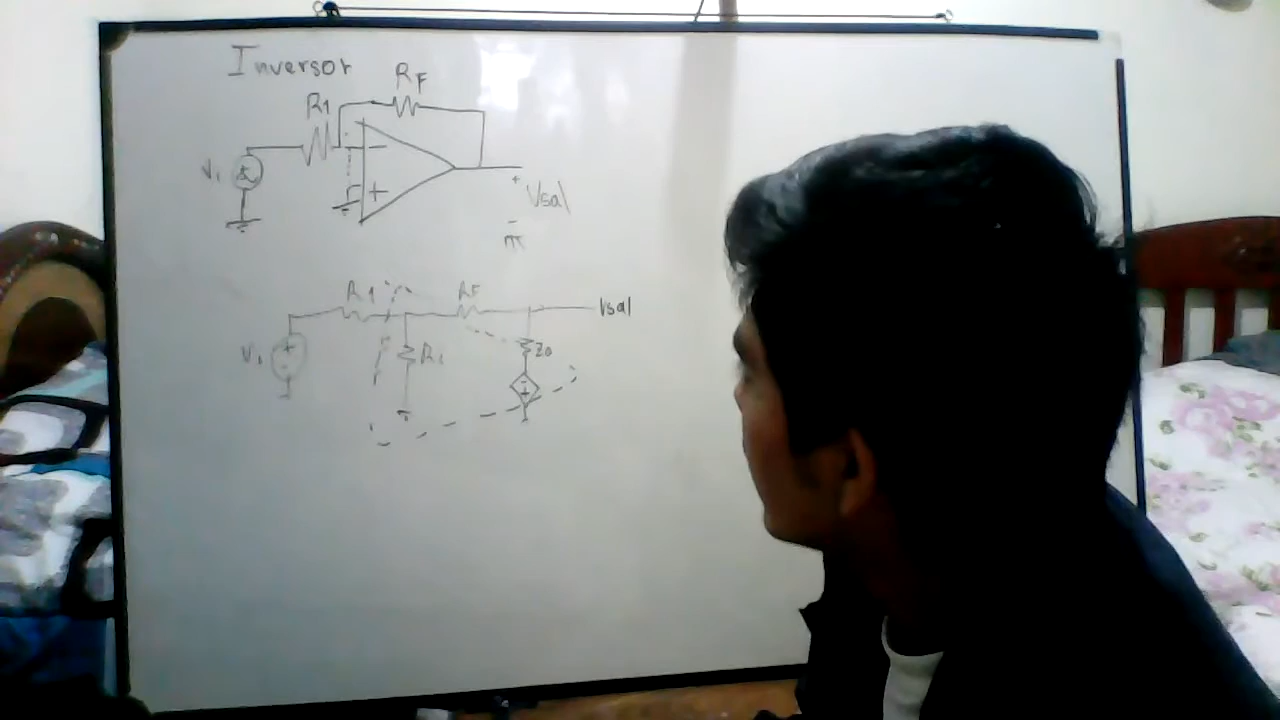 Inversor
RF
R1
V1
−
+
+
Vsal
-
R1
RF
Vsal
V1
+
-
Ri
Zo
+
-